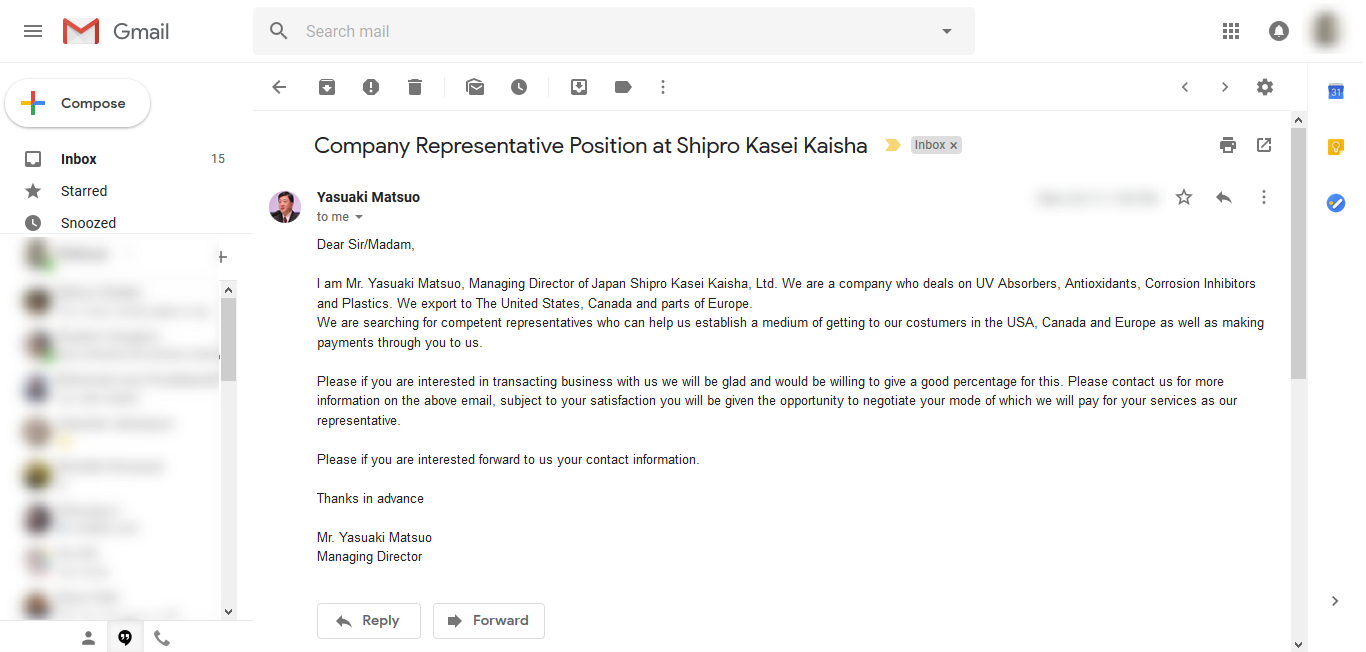 Gmail
Search mail
Compose
Company Representative Position at Shipro Kasei Kaisha
Inbox x
Inbox 15
Starred
Snoozed
Yasuaki Matsuo
to me
Dear Sir/Madam,
I am Mr. Yasuaki Matsuo, Managing Director of Japan Shipro Kasei Kaisha, Ltd. We are a company who deals on UV Absorbers, Antioxidants, Corrosion Inhibitors
and Plastics. We export to The United States, Canada and parts of Europe.
We are searching for competent representatives who can help us establish a medium of getting to our costumers in the USA, Canada and Europe as well as making
payments through you to us.
Please if you are interested in transacting business with us we will be glad and would be willing to give a good percentage for this. Please contact us for more
information on the above email, subject to your satisfaction you will be given the opportunity to negotiate your mode of which we will pay for your services as our
representative.
Please if you are interested forward to us your contact information.
Thanks in advance
Mr. Yasuaki Matsuo
Managing Director
Reply
Forward
31